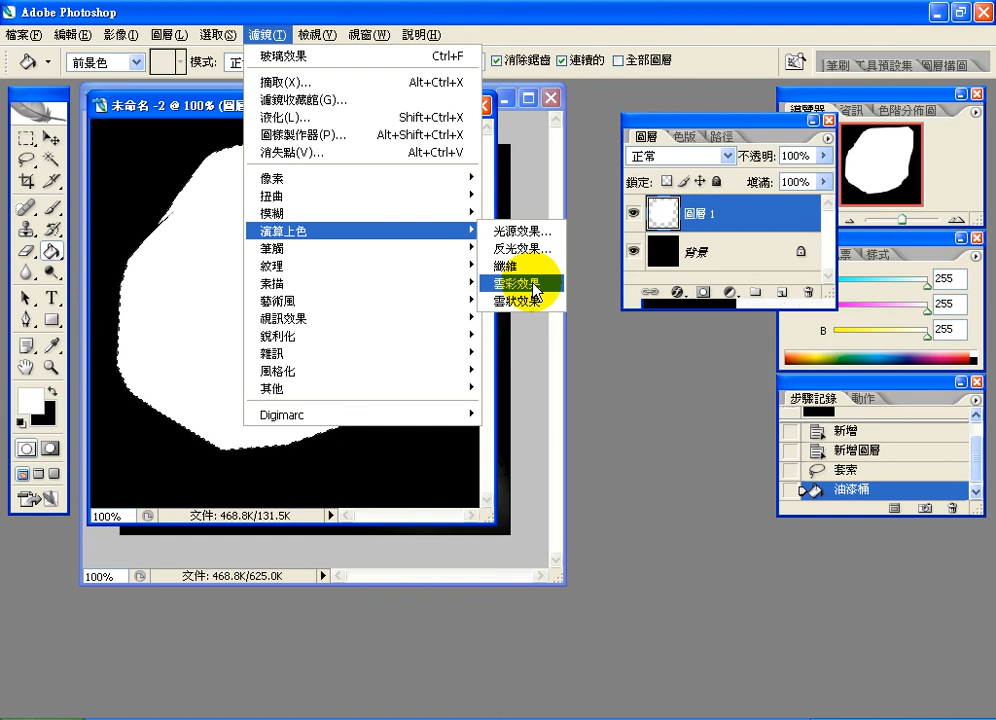 Adobe Photoshop
檔案(F) 編輯(E) 影像(I) 圖層(L) 選取(S) 濾鏡(T) 檢視(V) 視窗(W) 說明(H)
前景色 模式: 正 消除鋸齒 連續的 全部圖層
筆刷 工具預設集 圖層構圖
未命名 -2 @ 100% (圖層
玻璃效果 Ctrl+F
擷取(X)... Alt+Ctrl+X
濾鏡收藏館(G)...
液化(L)... Shift+Ctrl+X
圖樣製作器(P)... Alt+Shift+Ctrl+X
消失點(V)... Alt+Ctrl+V
像素
扭曲
模糊
演算上色
筆觸
紋理
素描
藝術風
視訊效果
銳利化
雜訊
風格化
其他
Digimarc
光源效果...
反光效果...
纖維
雲彩效果
雲狀效果
圖層 色版 路徑
正常 不透明: 100%
鎖定: 填滿: 100%
圖層 1
背景
導覽器 資訊 色階分佈圖
票 樣式
255
255
B 255
步驟記錄 動作
新增
新增圖層
套索
油漆桶
100% 文件: 468.8K/131.5K
100% 文件: 468.8K/625.0K